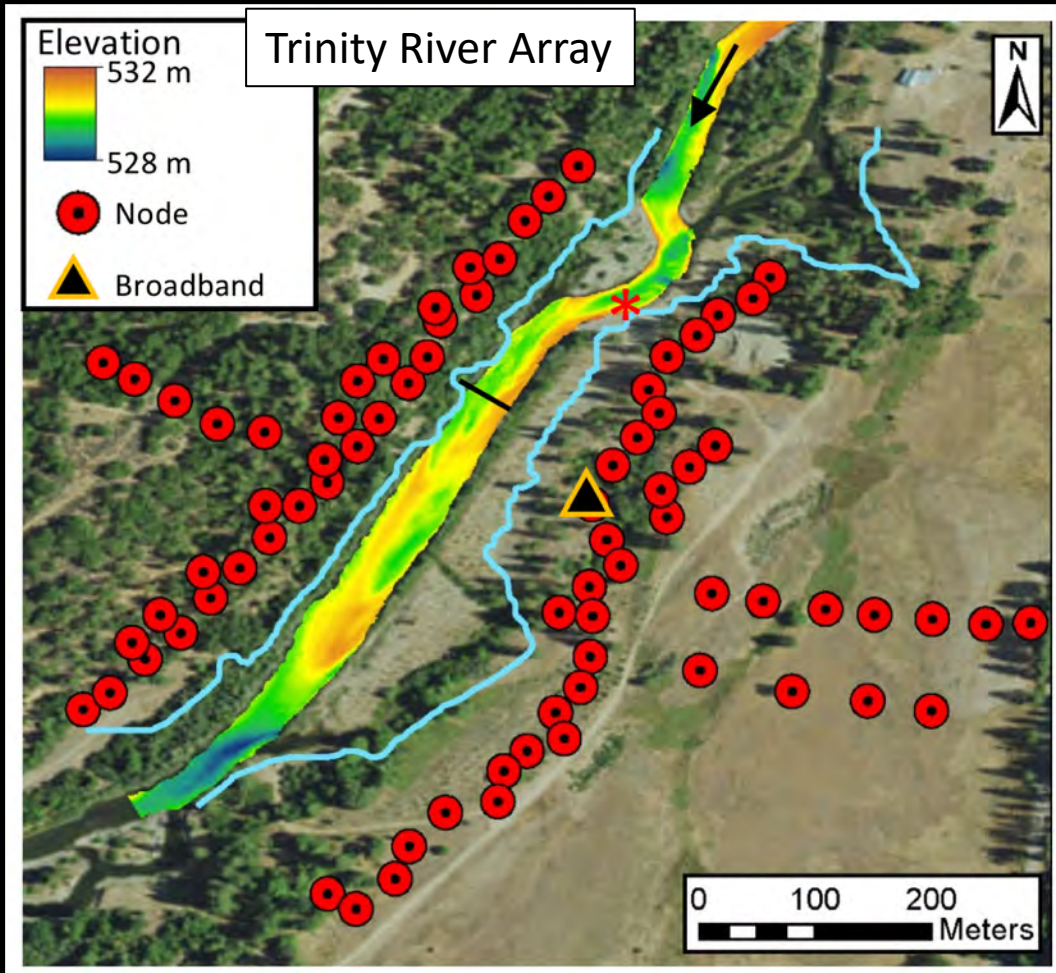 Trinity River Array
Elevation
532 m
528 m
Node
Broadband
N
0 100 200
Meters